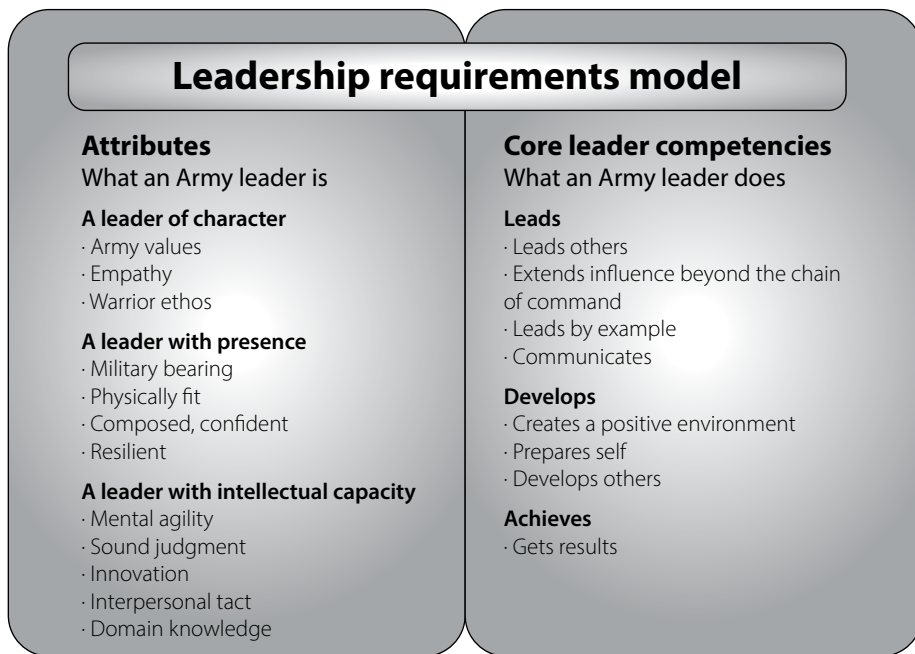 Leadership requirements model
Attributes
What an Army leader is
A leader of character
· Army values
· Empathy
· Warrior ethos
A leader with presence
· Military bearing
· Physically fit
· Composed, confident
· Resilient
A leader with intellectual capacity
· Mental agility
· Sound judgment
· Innovation
· Interpersonal tact
· Domain knowledge
Core leader competencies
What an Army leader does
Leads
· Leads others
· Extends influence beyond the chain
of command
· Leads by example
· Communicates
Develops
· Creates a positive environment
· Prepares self
· Develops others
Achieves
· Gets results